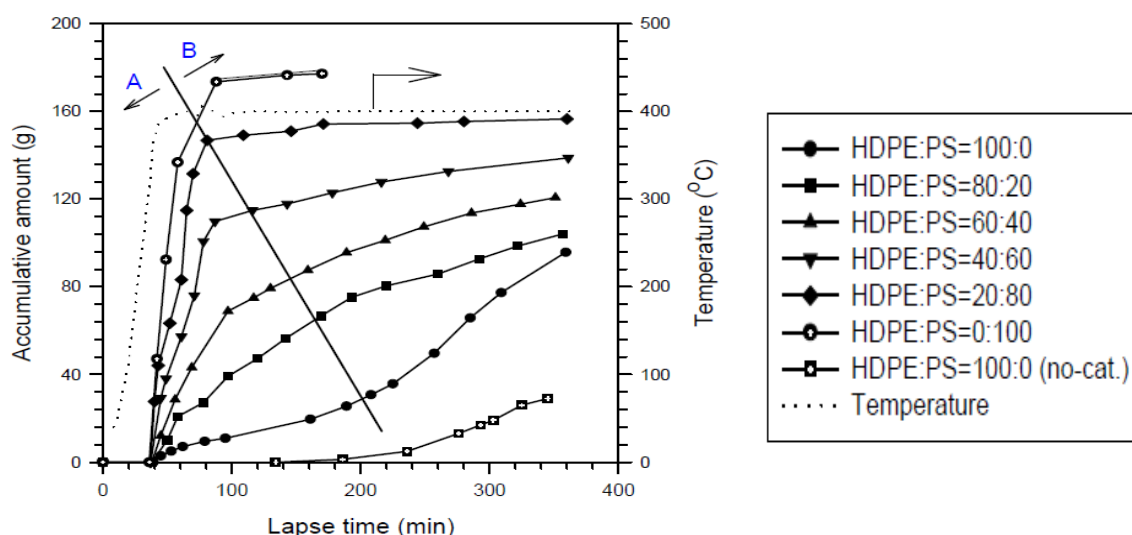 200
160
120
80
40
0
Accumulative amount (g)
A
B
500
400
300
200
100
0
Temperature (°C)
0
100
200
300
400
Lapse time (min)
HDPE:PS=100:0
HDPE:PS=80:20
HDPE:PS=60:40
HDPE:PS=40:60
HDPE:PS=20:80
HDPE:PS=0:100
HDPE:PS=100:0 (no-cat.)
Temperature